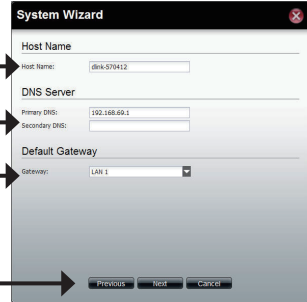 System Wizard
Host Name
Host Name: dlink-570412
DNS Server
Primary DNS: 192.168.69.1
Secondary DNS:
Default Gateway
Gateway: LAN 1
Previous Next Cancel